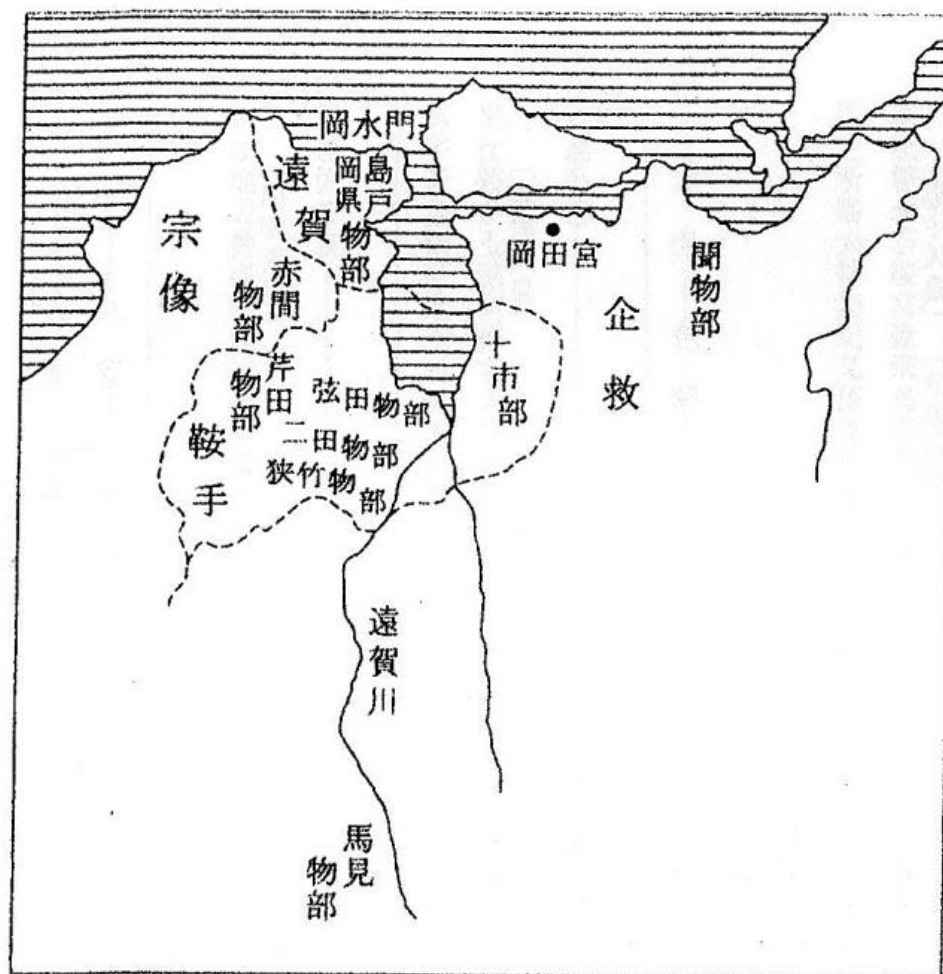 岡水門
遠賀
岡県
島戸物部
宗像
赤間物部
岡田宮
聞物部
企救
十市部
芹田物部
弦田物部
二田物部
狭竹物部
鞍手
遠賀川
馬見物部